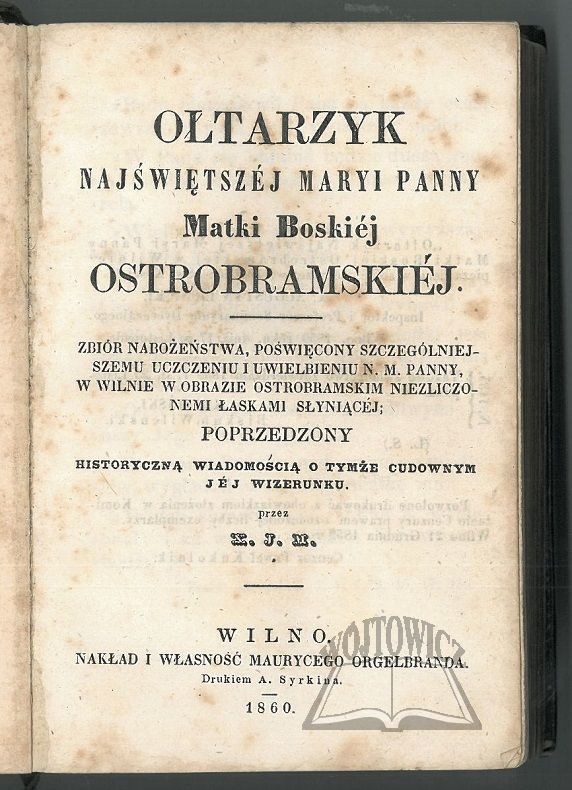 OŁTARZYK
NAJŚWIĘTSZÉJ MARYI PANNY
Matki Boskiéj
OSTROBRAMSKIÉJ.
ZBIÓR NABOŻEŃSTWA, POŚWIĘCONY SZCZEGÓLNIEJ-
SZEMU UCZCZENIU I UWIELBIENIU N. M. PANNY,
W WILNIE W OBRAZIE OSTROBRAMSKIM NIEZLICZO-
NEMI ŁASKAMI SŁYNIĄCÉJ;
POPRZEDZONY
HISTORYCZNĄ WIADOMOŚCIĄ O TYMŻE CUDOWNYM
JÉJ WIZERUNKU.
przez
X. J. M.
WILNO.
NAKŁAD I WŁASNOŚĆ MAURYCEGO ORGELBRANDA.
Drukiem A. Syrkina.
1860.
WÓJTOWICZ